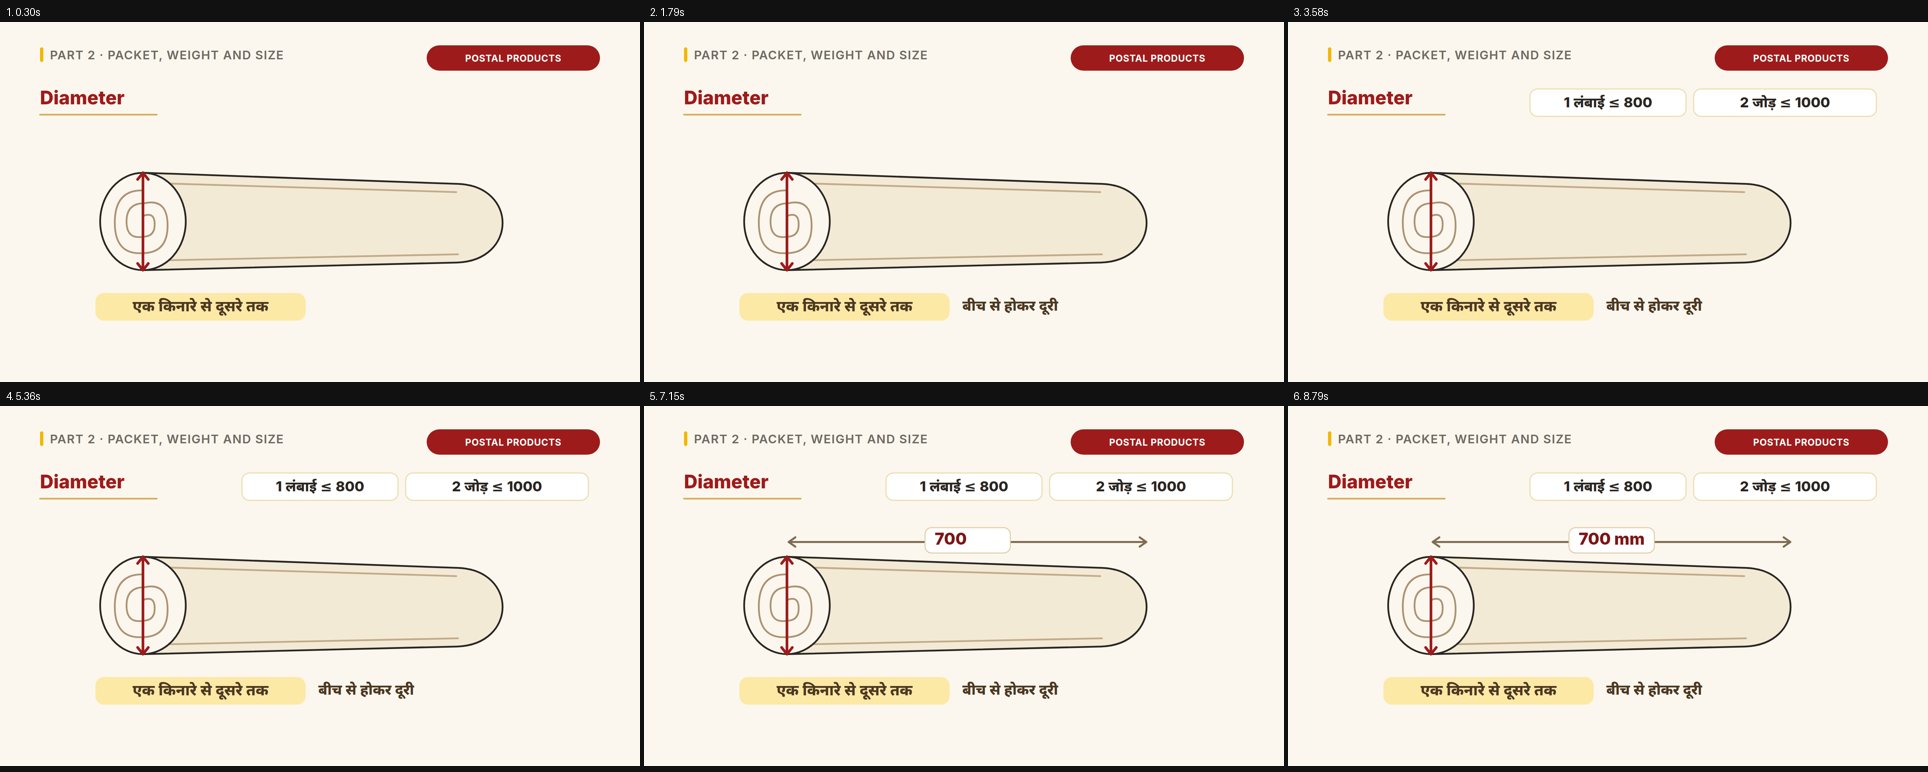 1. 0.30s
PART 2 · PACKET, WEIGHT AND SIZE
POSTAL PRODUCTS
Diameter
एक किनारे से दूसरे तक
2. 1.79s
PART 2 · PACKET, WEIGHT AND SIZE
POSTAL PRODUCTS
Diameter
एक किनारे से दूसरे तक
बीच से होकर दूरी
3. 3.58s
PART 2 · PACKET, WEIGHT AND SIZE
POSTAL PRODUCTS
Diameter
1 लंबाई ≤ 800
2 जोड़ ≤ 1000
एक किनारे से दूसरे तक
बीच से होकर दूरी
4. 5.36s
PART 2 · PACKET, WEIGHT AND SIZE
POSTAL PRODUCTS
Diameter
1 लंबाई ≤ 800
2 जोड़ ≤ 1000
एक किनारे से दूसरे तक
बीच से होकर दूरी
5. 7.15s
PART 2 · PACKET, WEIGHT AND SIZE
POSTAL PRODUCTS
Diameter
1 लंबाई ≤ 800
2 जोड़ ≤ 1000
700
एक किनारे से दूसरे तक
बीच से होकर दूरी
6. 8.79s
PART 2 · PACKET, WEIGHT AND SIZE
POSTAL PRODUCTS
Diameter
1 लंबाई ≤ 800
2 जोड़ ≤ 1000
700 mm
एक किनारे से दूसरे तक
बीच से होकर दूरी